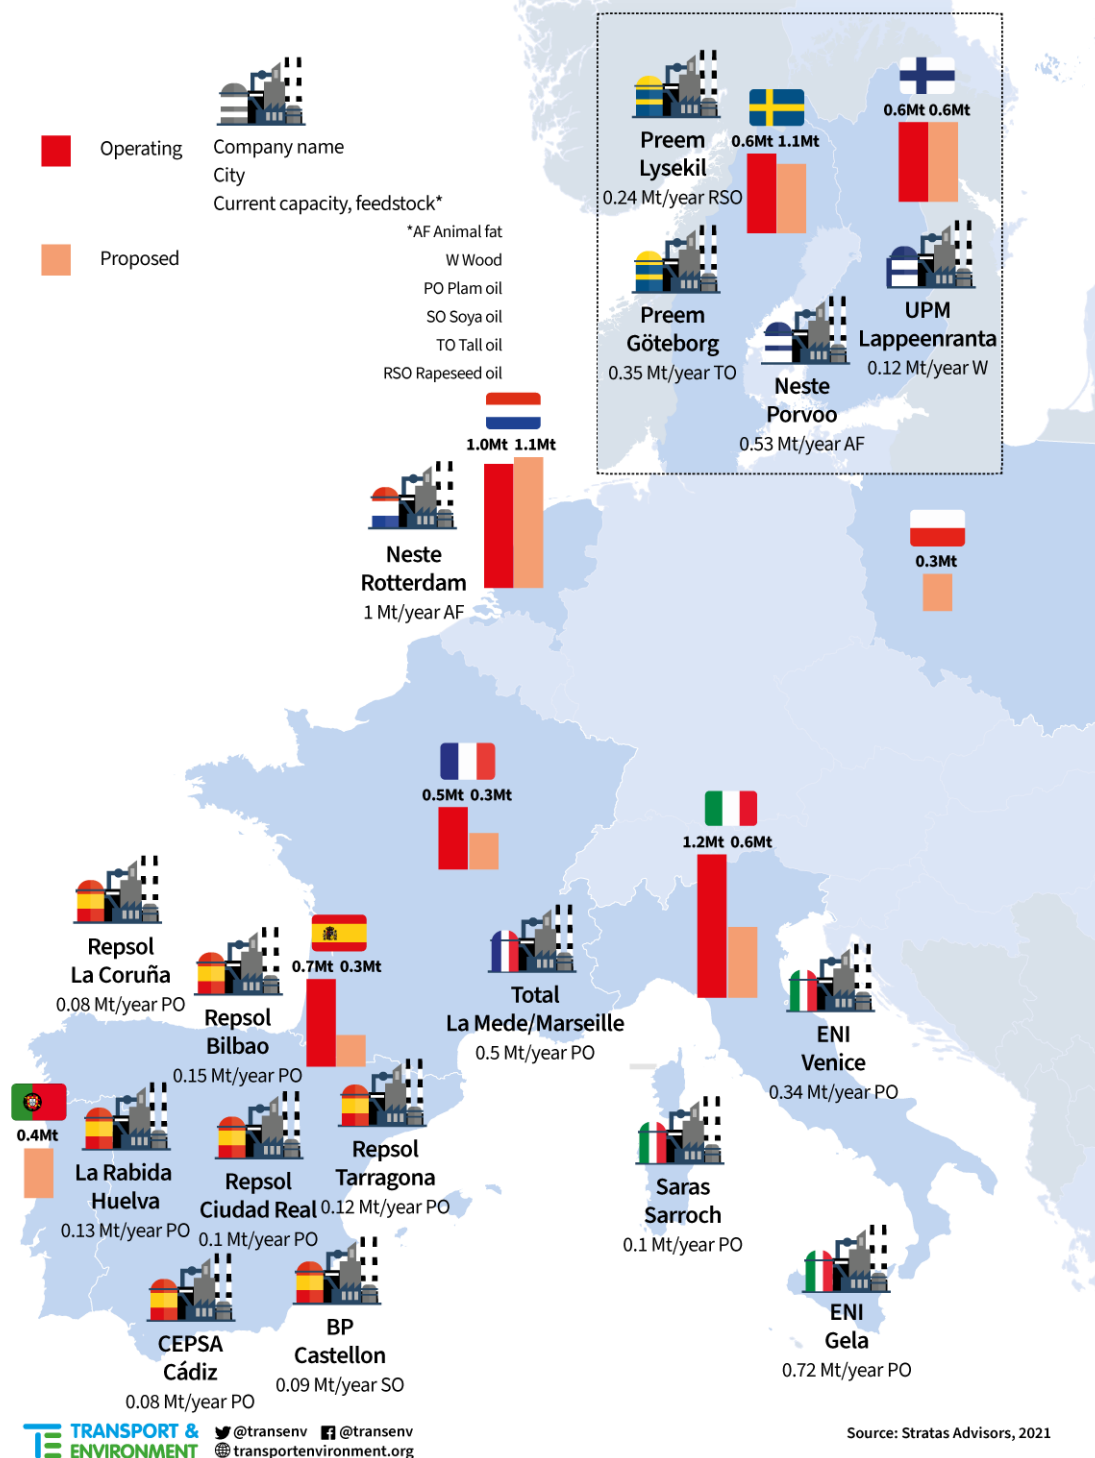 Operating
Proposed
Company name
City
Current capacity, feedstock*
*AF Animal fat
W Wood
PO Plam oil
SO Soya oil
TO Tall oil
RSO Rapeseed oil
Preem
Lysekil
0.24 Mt/year RSO
0.6Mt 1.1Mt
0.6Mt 0.6Mt
Preem
Göteborg
0.35 Mt/year TO
UPM
Lappeenranta
0.12 Mt/year W
Neste
Porvoo
0.53 Mt/year AF
1.0Mt 1.1Mt
Neste
Rotterdam
1 Mt/year AF
0.3Mt
0.5Mt 0.3Mt
1.2Mt 0.6Mt
Repsol
La Coruña
0.08 Mt/year PO
Repsol
Bilbao
0.15 Mt/year PO
0.7Mt 0.3Mt
Total
La Mede/Marseille
0.5 Mt/year PO
ENI
Venice
0.34 Mt/year PO
0.4Mt
La Rabida
Huelva
0.13 Mt/year PO
Repsol
Ciudad Real
0.1 Mt/year PO
Repsol
Tarragona
0.12 Mt/year PO
Saras
Sarroch
0.1 Mt/year PO
CEPSA
Cádiz
0.08 Mt/year PO
BP
Castellon
0.09 Mt/year SO
ENI
Gela
0.72 Mt/year PO
TRANSPORT &
ENVIRONMENT
@transenv @transenv
transportenvironment.org
Source: Stratas Advisors, 2021